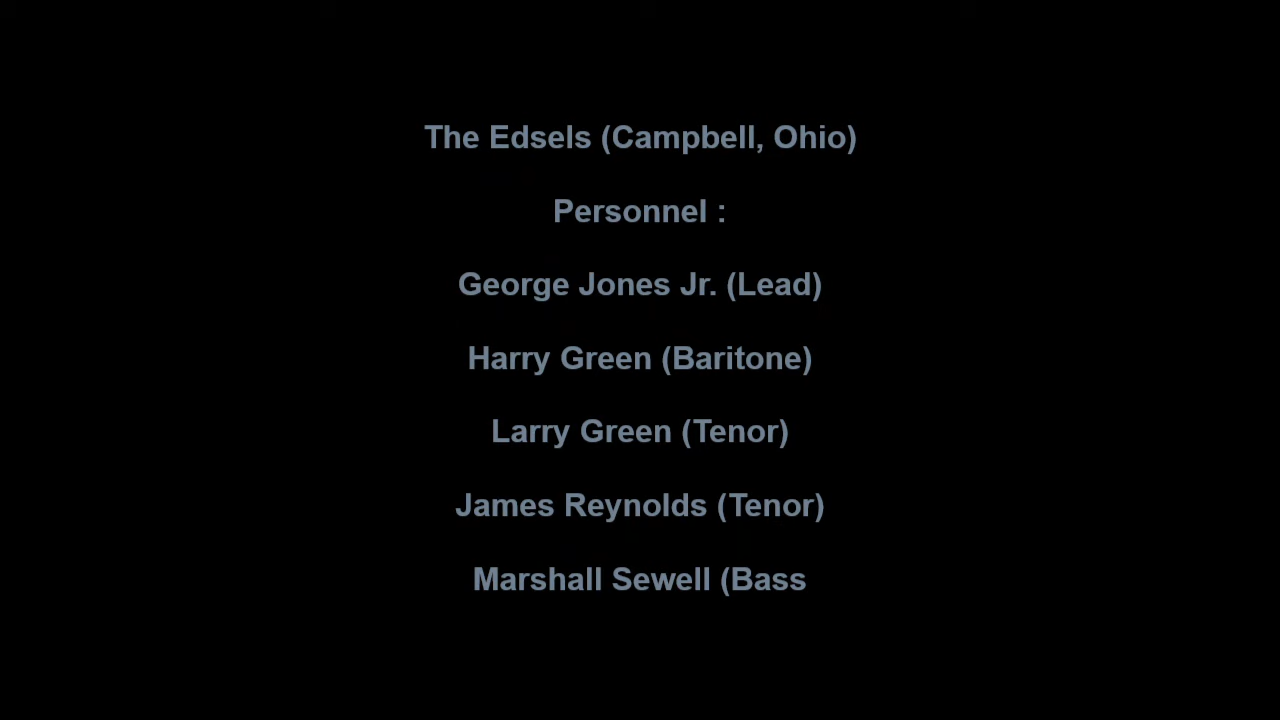 The Edsels (Campbell, Ohio)
Personnel :
George Jones Jr. (Lead)
Harry Green (Baritone)
Larry Green (Tenor)
James Reynolds (Tenor)
Marshall Sewell (Bass